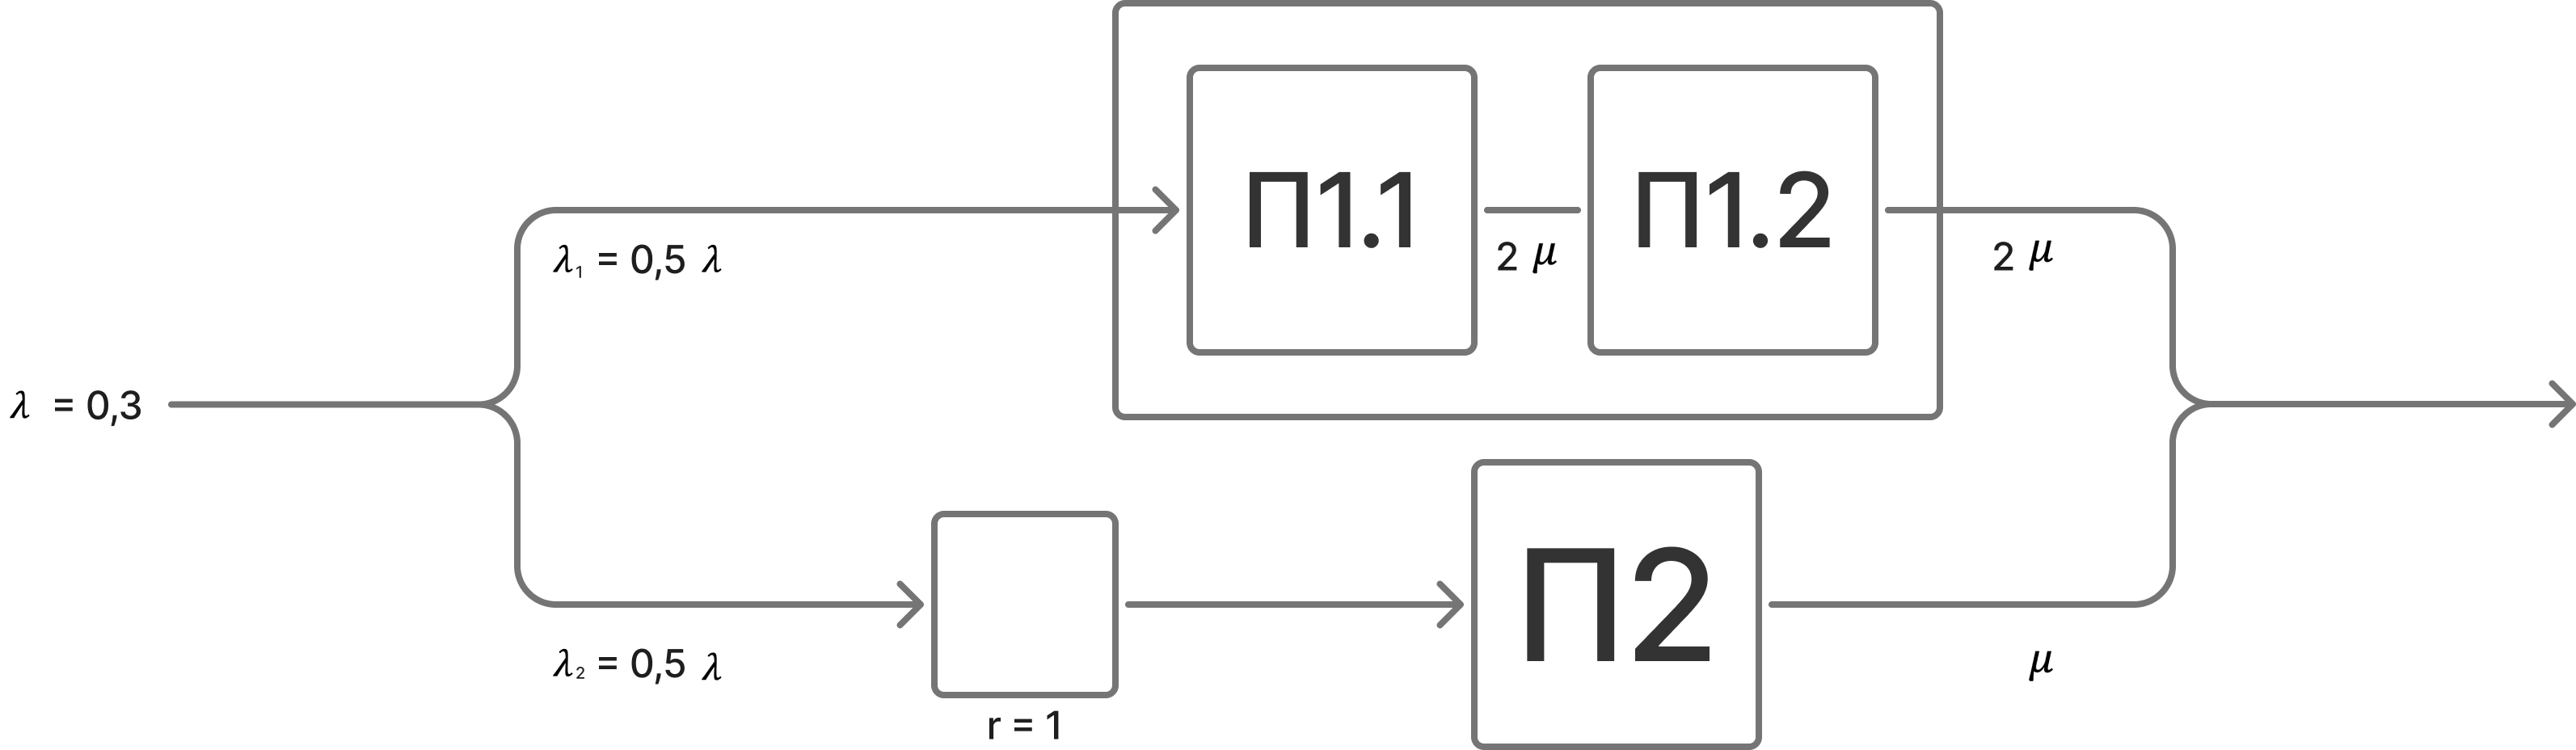 П1.1
П1.2
λ₁ = 0,5 λ
2 μ
2 μ
λ = 0,3
П2
λ₂ = 0,5 λ
μ
r = 1